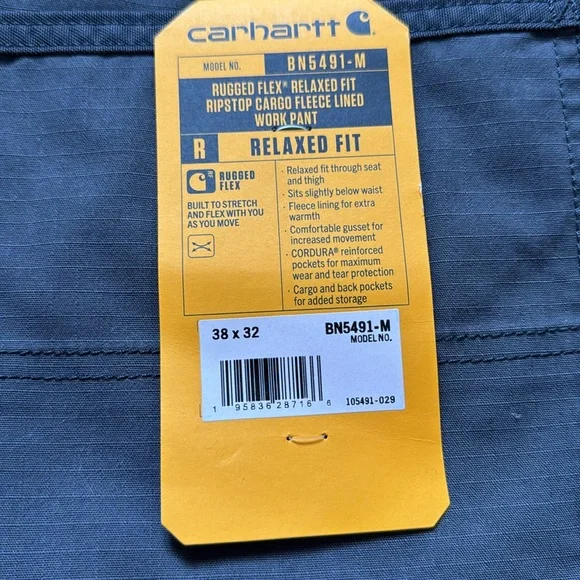 carhartt
MODEL NO. BN5491-M
RUGGED FLEX® RELAXED FIT
RIPSTOP CARGO FLEECE LINED
WORK PANT
R RELAXED FIT
RUGGED
FLEX
BUILT TO STRETCH
AND FLEX WITH YOU
AS YOU MOVE
· Relaxed fit through seat
and thigh
· Sits slightly below waist
· Fleece lining for extra
warmth
· Comfortable gusset for
increased movement
· CORDURA® reinforced
pockets for maximum
wear and tear protection
· Cargo and back pockets
for added storage
38 x 32 BN5491-M
MODEL NO.
1 95836 28716 6 105491-029